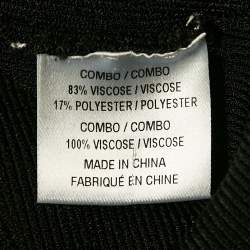 COMBO / COMBO
83% VISCOSE / VISCOSE
17% POLYESTER / POLYESTER
COMBO / COMBO
100% VISCOSE / VISCOSE
MADE IN CHINA
FABRIQUÉ EN CHINE